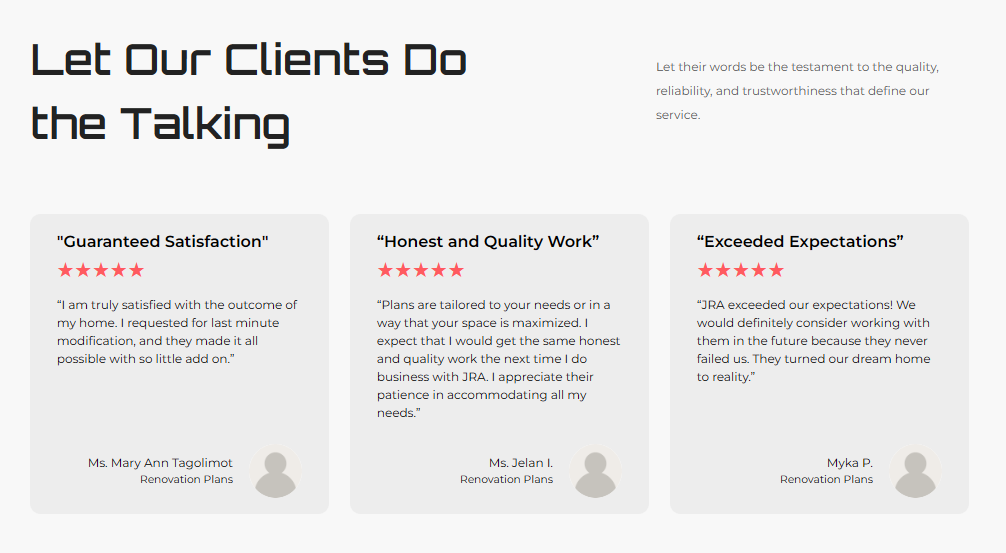 Let Our Clients Do
the Talking
Let their words be the testament to the quality,
reliability, and trustworthiness that define our
service.
"Guaranteed Satisfaction"
★★★★★
“I am truly satisfied with the outcome of
my home. I requested for last minute
modification, and they made it all
possible with so little add on.”
Ms. Mary Ann Tagolimot
Renovation Plans
“Honest and Quality Work”
★★★★★
“Plans are tailored to your needs or in a
way that your space is maximized. I
expect that I would get the same honest
and quality work the next time I do
business with JRA. I appreciate their
patience in accommodating all my
needs.”
Ms. Jelan I.
Renovation Plans
“Exceeded Expectations”
★★★★★
“JRA exceeded our expectations! We
would definitely consider working with
them in the future because they never
failed us. They turned our dream home
to reality.”
Myka P.
Renovation Plans